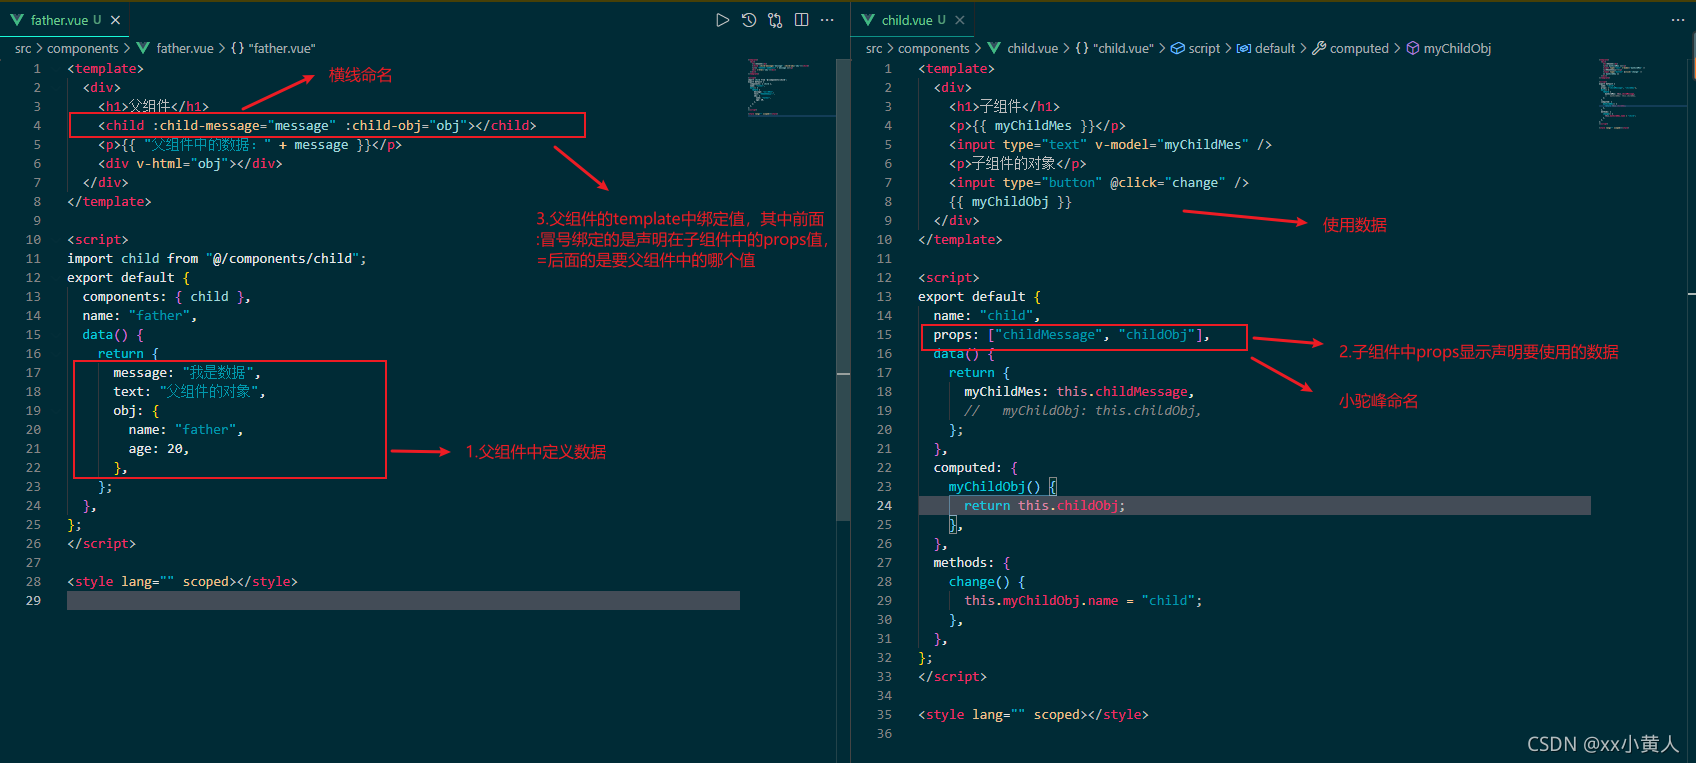 father.vue U
src > components > father.vue > {} "father.vue"
1 <template>
2 <div>
3 <h1>父组件</h1>
4 <child :child-message="message" :child-obj="obj"></child>
5 <p>{{ "父组件中的数据：" + message }}</p>
6 <div v-html="obj"></div>
7 </div>
8 </template>
9
10 <script>
11 import child from "@/components/child";
12 export default {
13 components: { child },
14 name: "father",
15 data() {
16 return {
17 message: "我是数据",
18 text: "父组件的对象",
19 obj: {
20 name: "father",
21 age: 20,
22 },
23 };
24 },
25 };
26 </script>
27
28 <style lang="" scoped></style>
29
横线命名
3.父组件的template中绑定值，其中前面
:冒号绑定的是声明在子组件中的props值，
=后面的是要父组件中的哪个值
1.父组件中定义数据
child.vue U
src > components > child.vue > {} "child.vue" > script > default > computed > myChildObj
1 <template>
2 <div>
3 <h1>子组件</h1>
4 <p>{{ myChildMes }}</p>
5 <input type="text" v-model="myChildMes" />
6 <p>子组件的对象</p>
7 <input type="button" @click="change" />
8 {{ myChildObj }}
9 </div>
10 </template>
11
12 <script>
13 export default {
14 name: "child",
15 props: ["childMessage", "childObj"],
16 data() {
17 return {
18 myChildMes: this.childMessage,
19 // myChildObj: this.childObj,
20 };
21 },
22 computed: {
23 myChildObj() {
24 return this.childObj;
25 },
26 },
27 methods: {
28 change() {
29 this.myChildObj.name = "child";
30 },
31 },
32 };
33 </script>
34
35 <style lang="" scoped></style>
36
使用数据
2.子组件中props显示声明要使用的数据
小驼峰命名
CSDN @xx小黄人